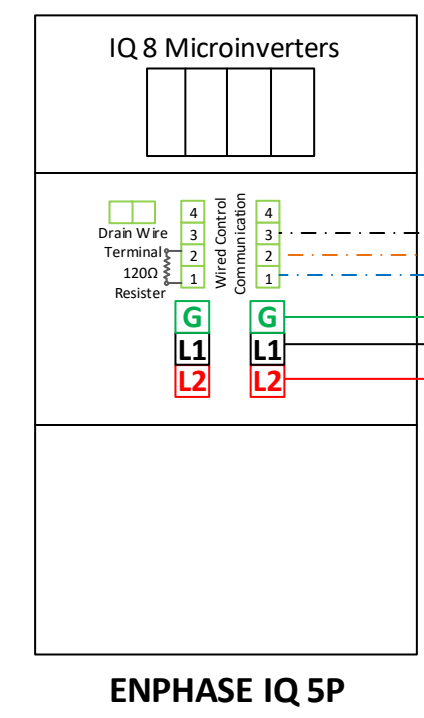 IQ 8 Microinverters
Drain Wire
Terminal
120Ω
Resister
4
3
2
1
Wired Control
Communication
4
3
2
1
G
L1
L2
G
L1
L2
ENPHASE IQ 5P